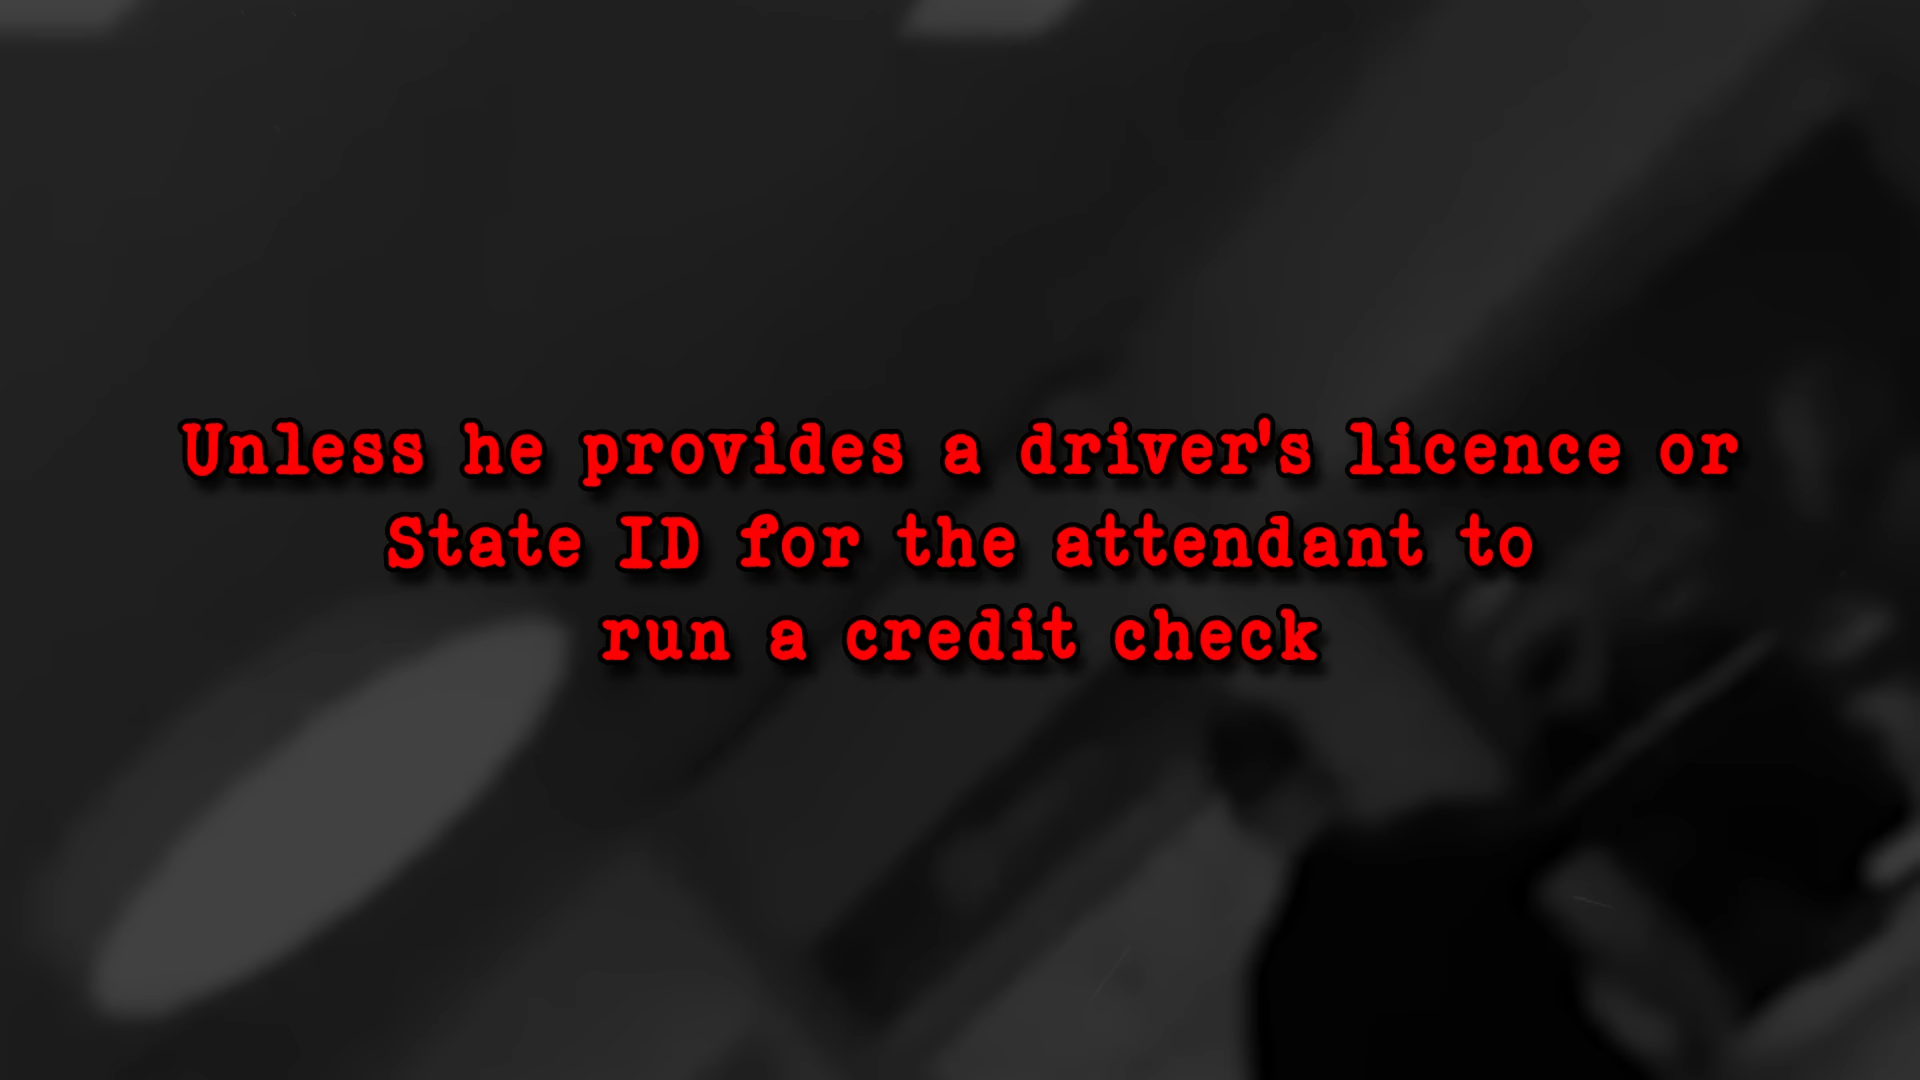 Unless he provides a driver's licence or
State ID for the attendant to
run a credit check